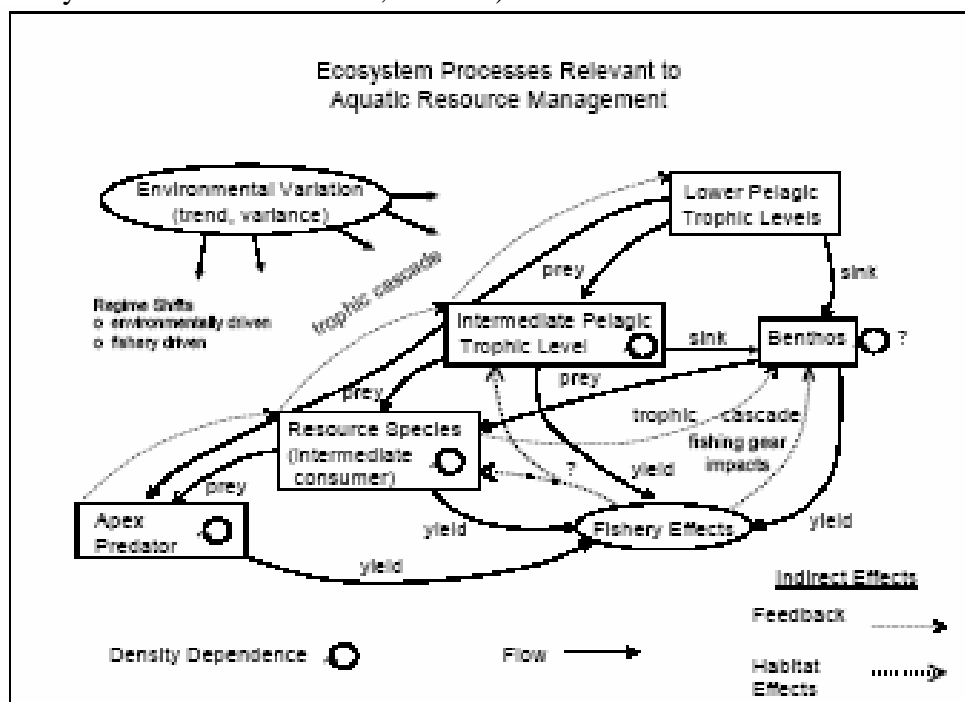 Ecosystem Processes Relevant to
Aquatic Resource Management
Environmental Variation
(trend, variance)
Lower Pelagic
Trophic Levels
prey
sink
trophic cascade
Regime Shifts
o environmentally driven
o fishery driven
Intermediate Pelagic
Trophic Level
sink
Benthos
?
prey
prey
Resource Species
(Intermediate
consumer)
trophic cascade
fishing gear
impacts
?
yield
prey
Apex
Predator
yield
Fishery Effects
yield
yield
Indirect Effects
Feedback
Density Dependence
Flow
Habitat
Effects